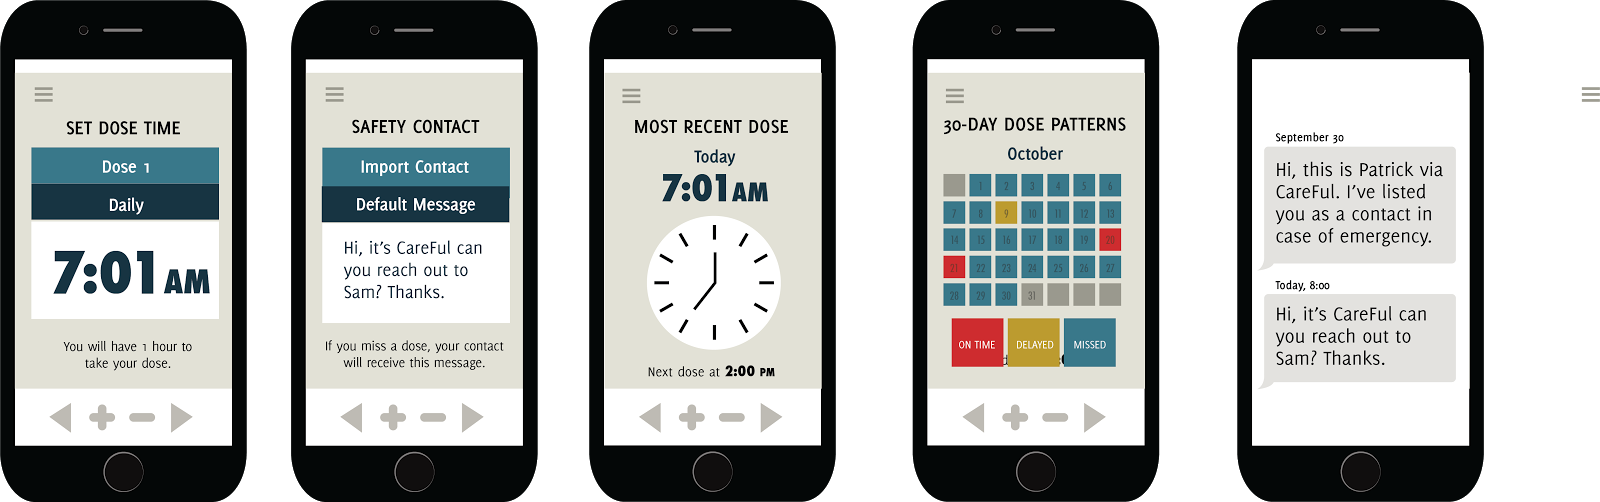 SET DOSE TIME
Dose 1
Daily
7:01 AM
You will have 1 hour to
take your dose.
SAFETY CONTACT
Import Contact
Default Message
Hi, it's CareFul can
you reach out to
Sam? Thanks.
If you miss a dose, your contact
will receive this message.
MOST RECENT DOSE
Today
7:01 AM
Next dose at 2:00 PM
30-DAY DOSE PATTERNS
October
1 2 3 4 5 6
7 8 9 10 11 12 13
14 15 16 17 18 19 20
21 22 23 24 25 26 27
28 29 30 31
ON TIME DELAYED MISSED
September 30
Hi, this is Patrick via
CareFul. I've listed
you as a contact in
case of emergency.
Today, 8:00
Hi, it's CareFul can
you reach out to
Sam? Thanks.